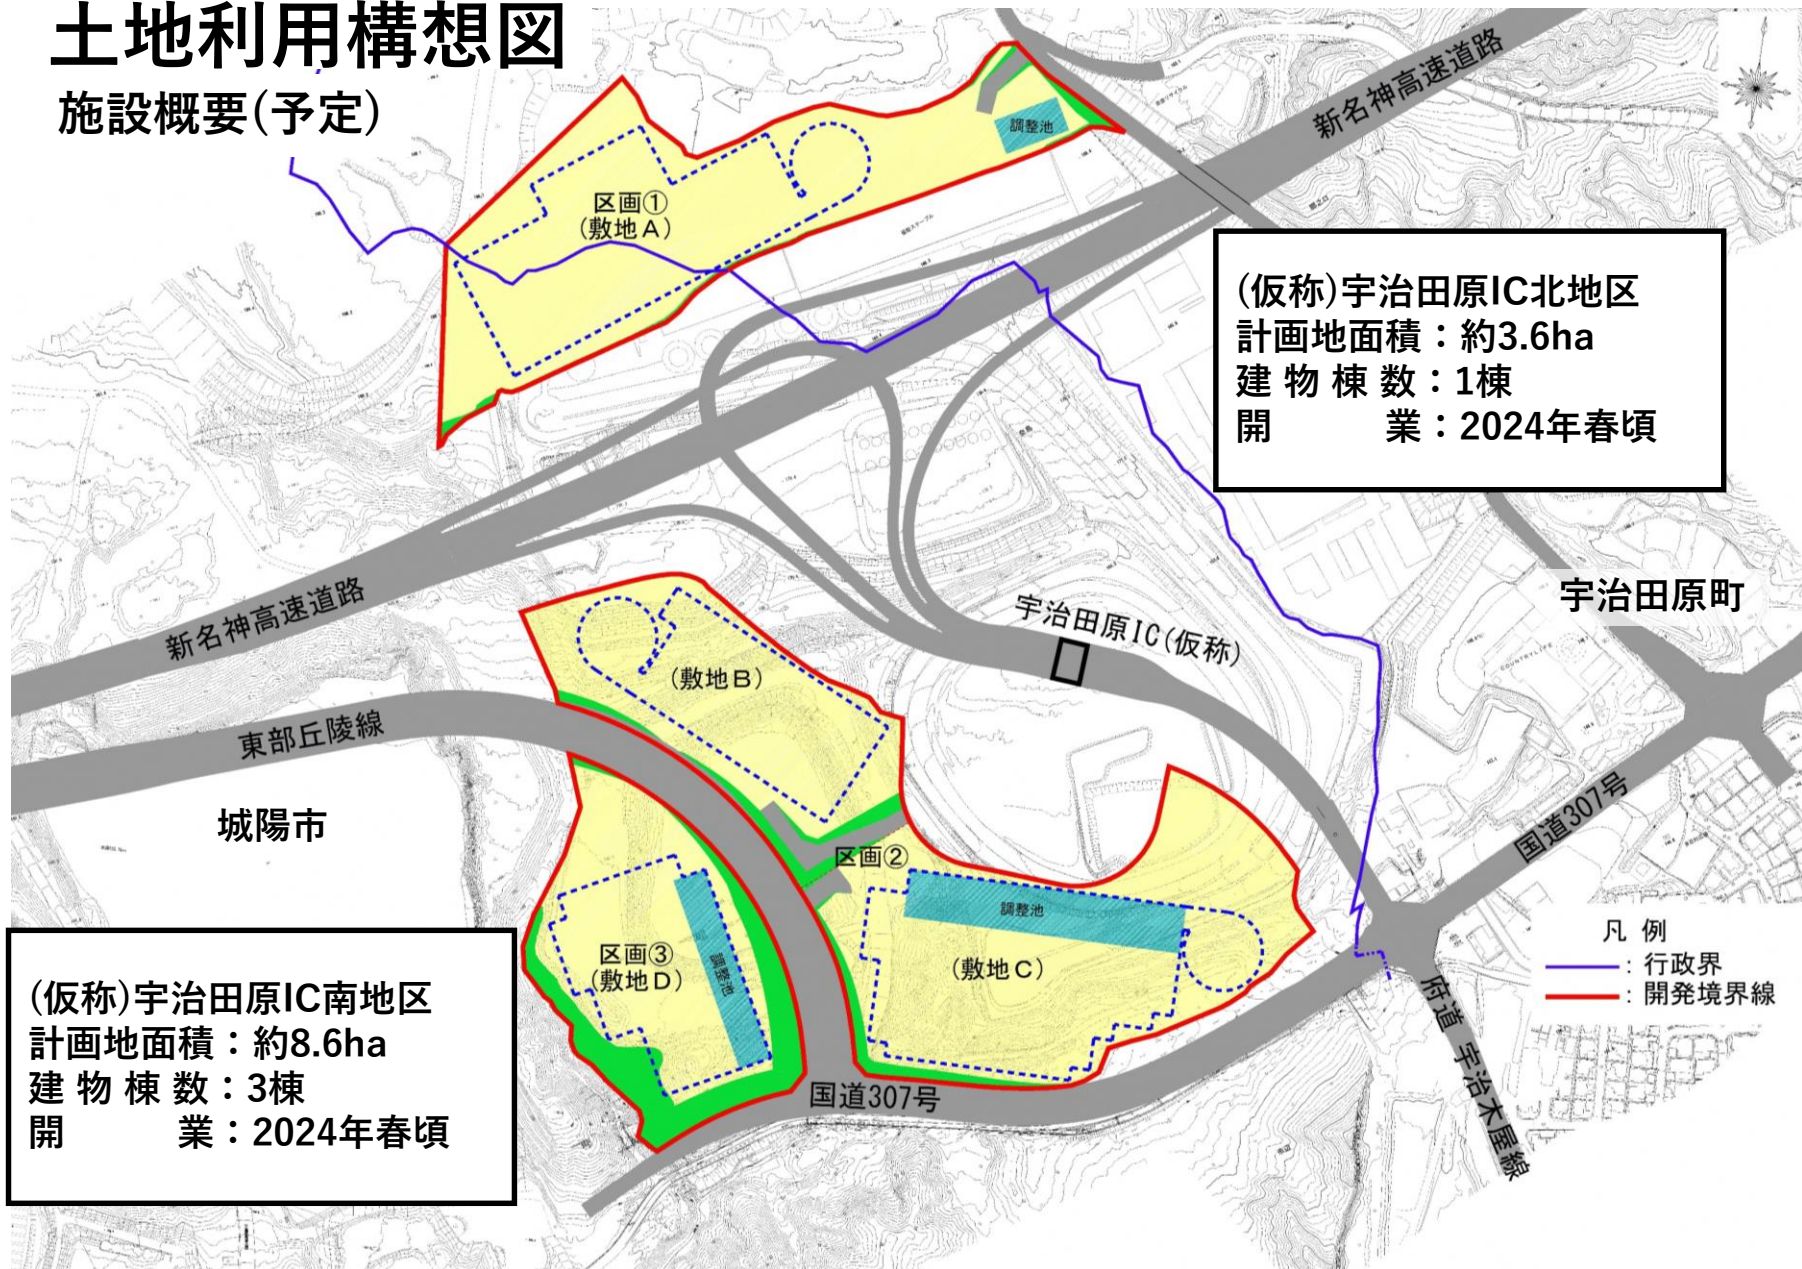 土地利用構想図
施設概要(予定)
新名神高速道路
調整池
区画①
(敷地A)
(仮称)宇治田原IC北地区
計画地面積：約3.6ha
建物棟数：1棟
開　　業：2024年春頃
宇治田原町
新名神高速道路
宇治田原IC(仮称)
(敷地B)
東部丘陵線
城陽市
国道307号
区画②
調整池
(敷地C)
区画③
(敷地D)
調整池
凡 例
：行政界
：開発境界線
(仮称)宇治田原IC南地区
計画地面積：約8.6ha
建物棟数：3棟
開　　業：2024年春頃
国道307号
府道 宇治木屋線